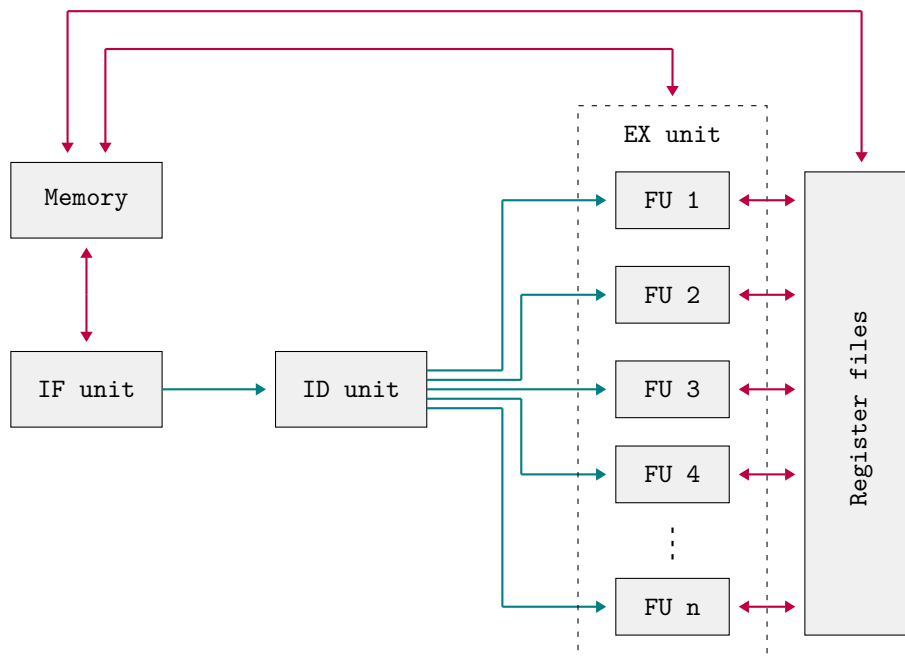 EX unit
Memory
FU 1
FU 2
IF unit
ID unit
FU 3
FU 4
FU n
Register files